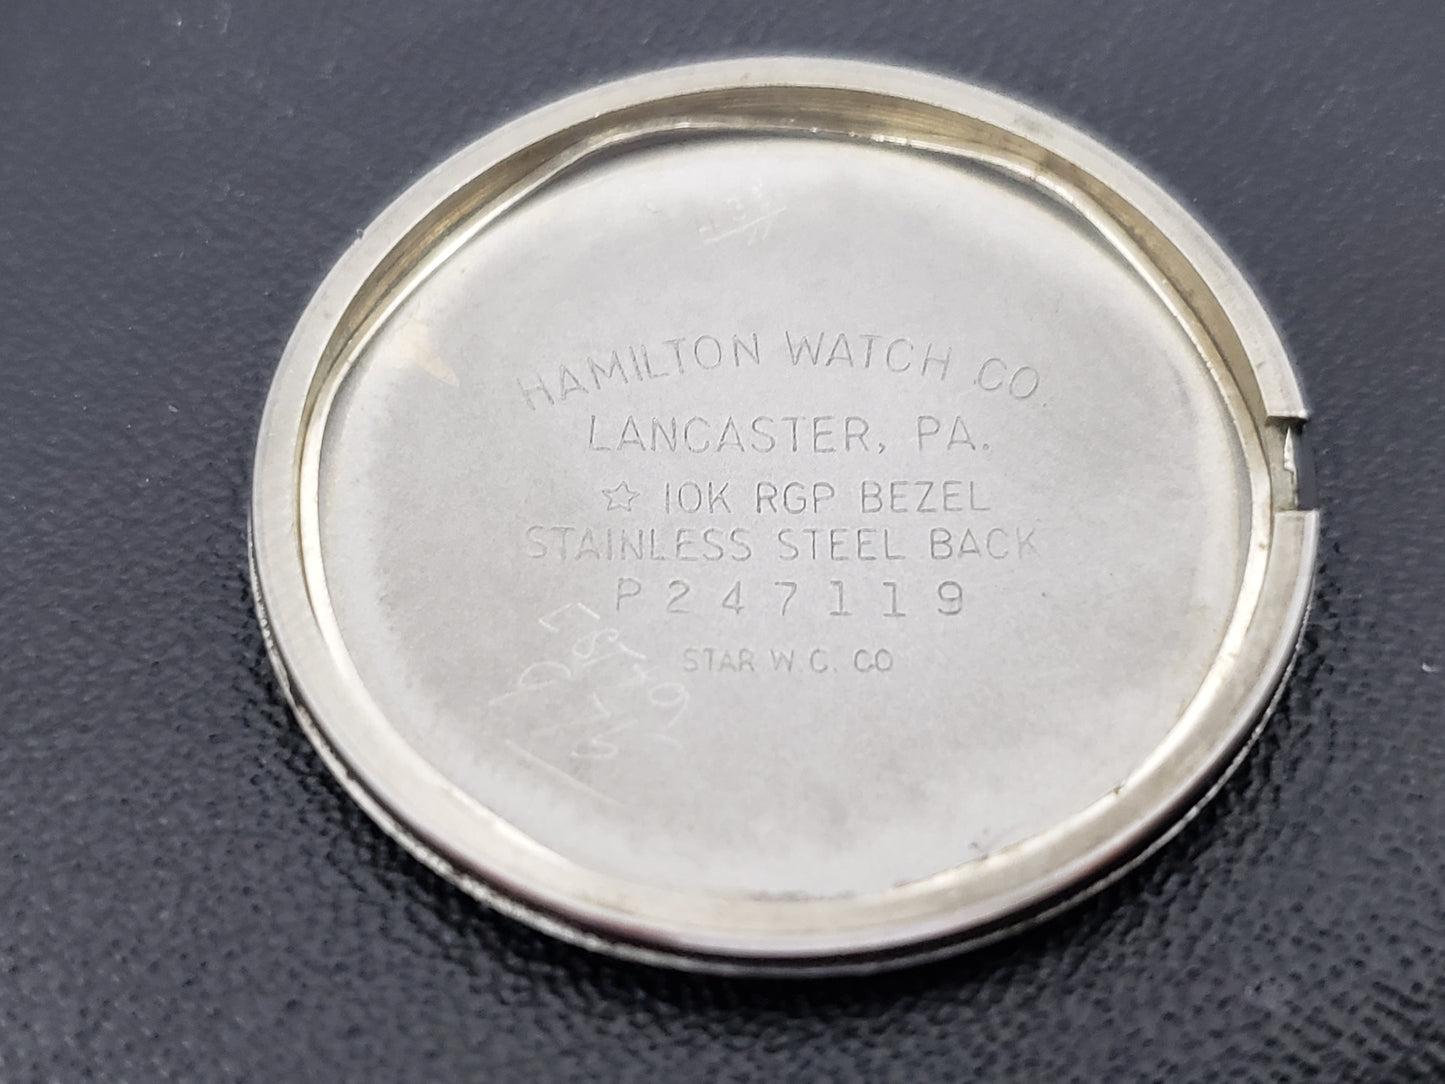 HAMILTON WATCH CO.
LANCASTER, PA.
☆ 10K RGP BEZEL
STAINLESS STEEL BACK
P247119
STAR W. C. CO